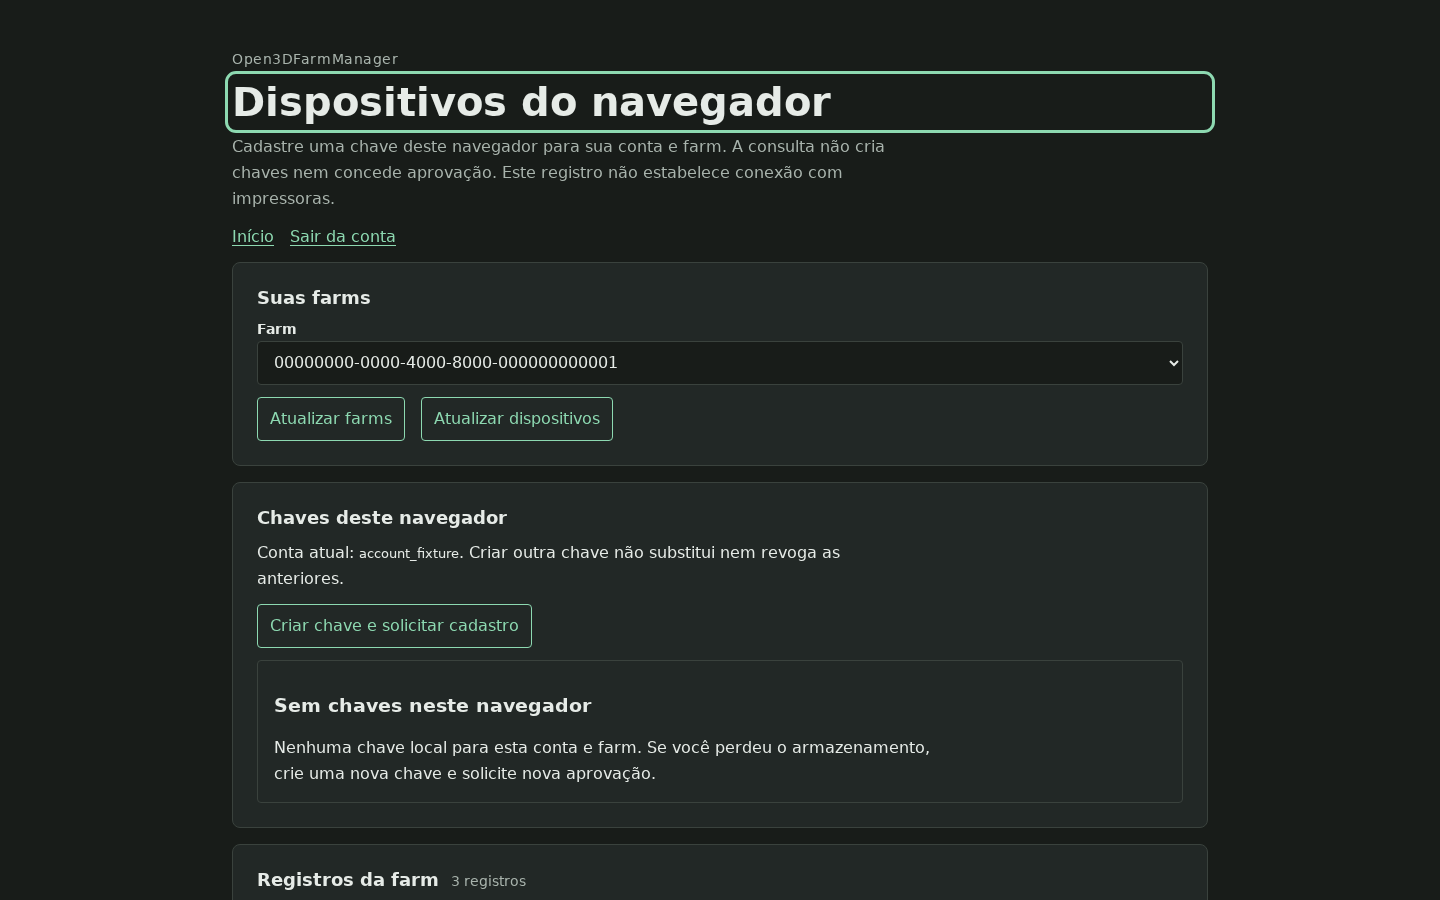 Open3DFarmManager
Dispositivos do navegador
Cadastre uma chave deste navegador para sua conta e farm. A consulta não cria
chaves nem concede aprovação. Este registro não estabelece conexão com
impressoras.
Início Sair da conta
Suas farms
Farm
00000000-0000-4000-8000-000000000001
Atualizar farms Atualizar dispositivos
Chaves deste navegador
Conta atual: account_fixture. Criar outra chave não substitui nem revoga as
anteriores.
Criar chave e solicitar cadastro
Sem chaves neste navegador
Nenhuma chave local para esta conta e farm. Se você perdeu o armazenamento,
crie uma nova chave e solicite nova aprovação.
Registros da farm 3 registros